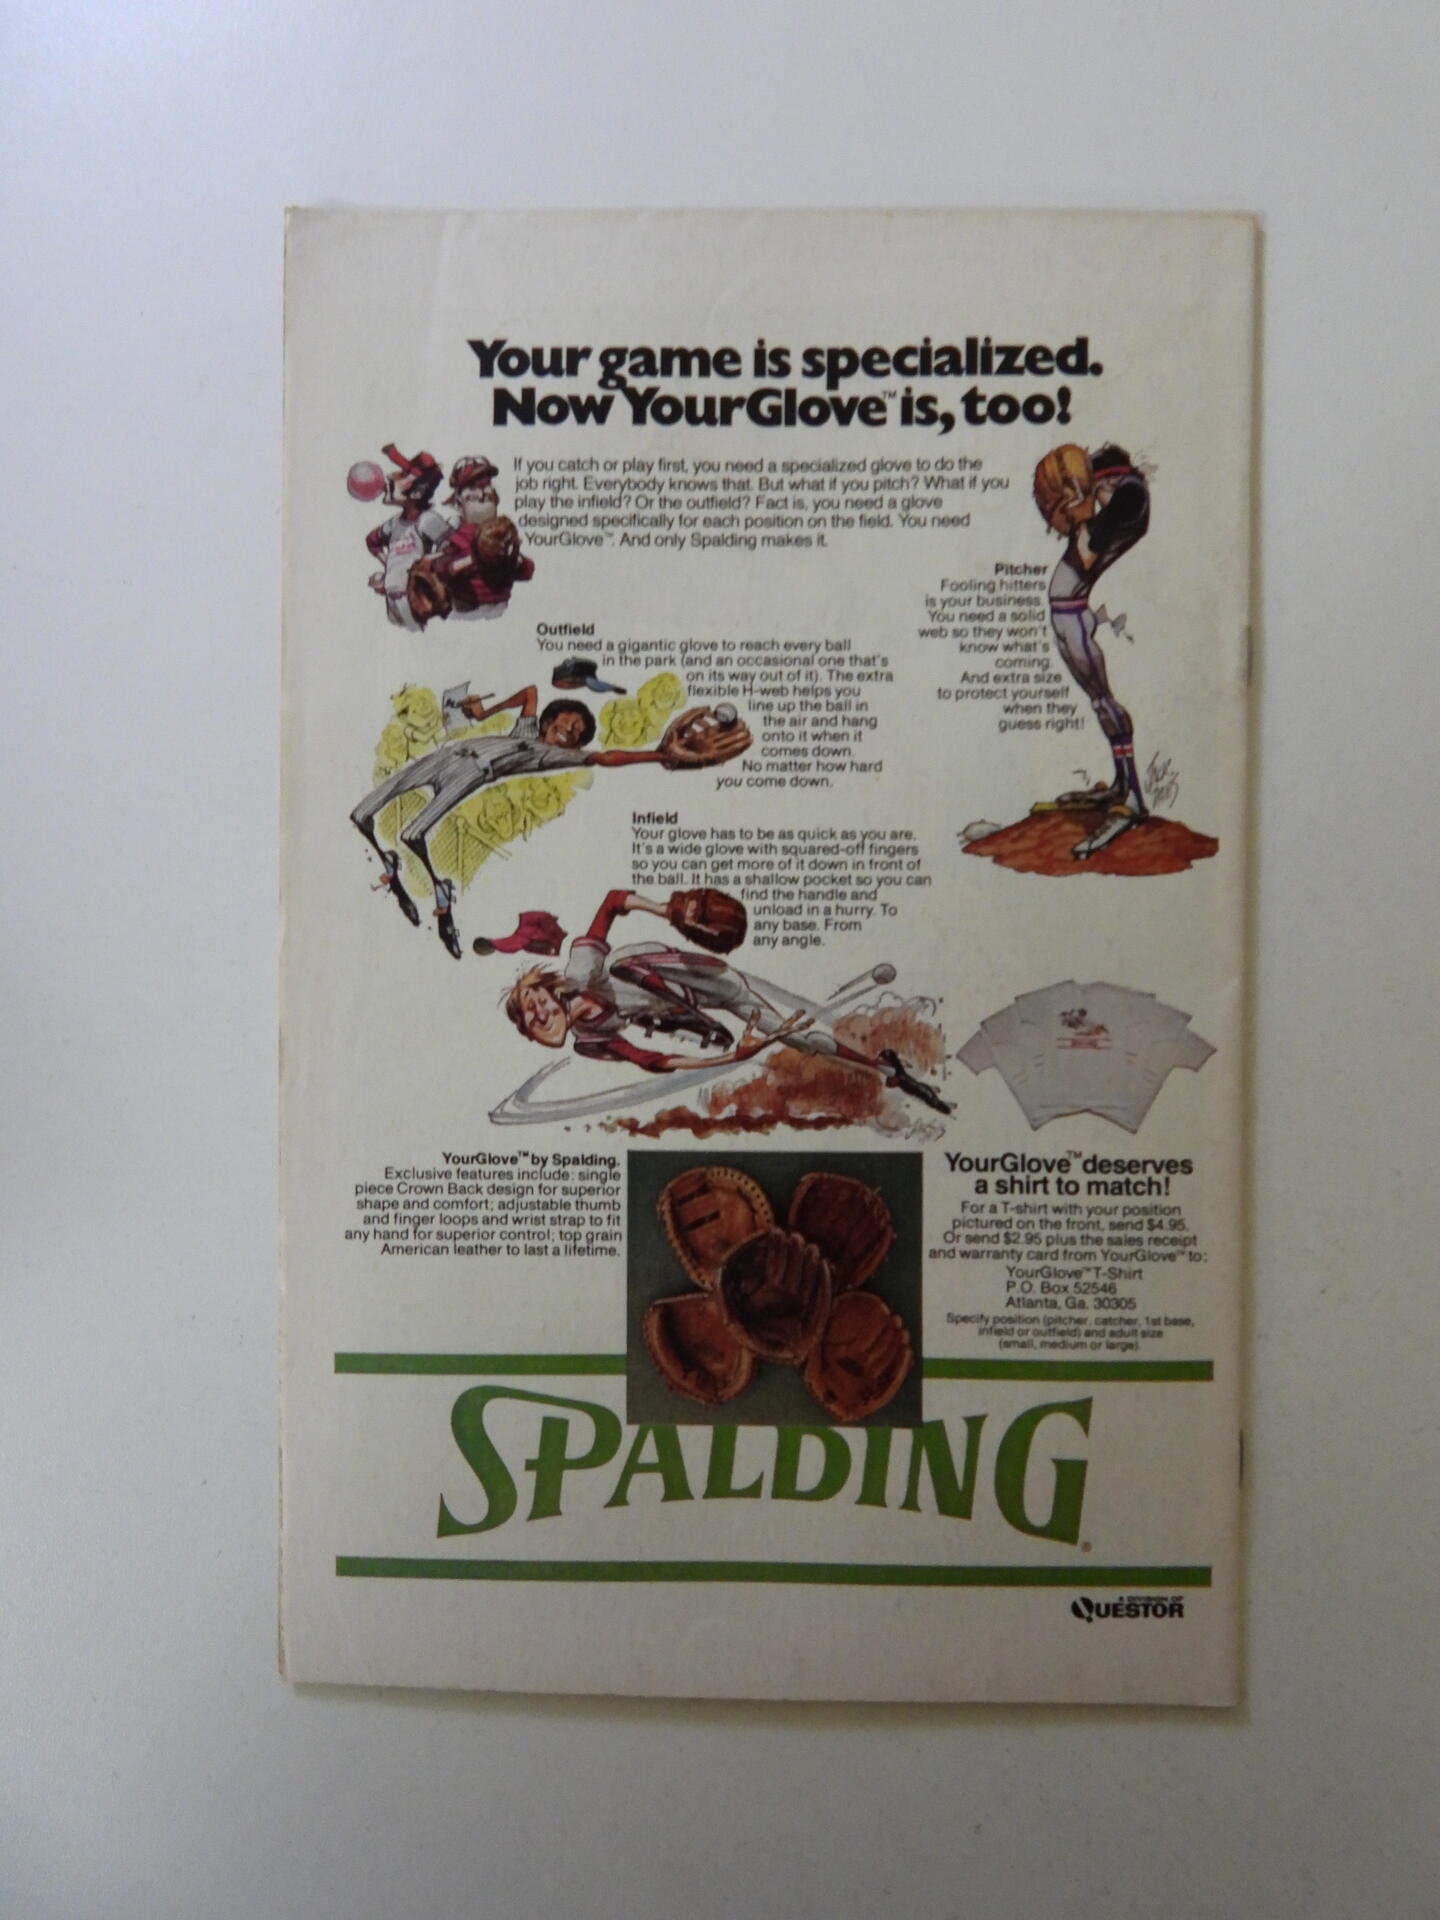 Your game is specialized.
Now YourGlove™ is, too!
If you catch or play first, you need a specialized glove to do the
job right. Everybody knows that. But what if you pitch? What if you
play the infield? Or the outfield? Fact is, you need a glove
designed specifically for each position on the field. You need
YourGlove™. And only Spalding makes it.
Pitcher
Fooling hitters
is your business.
You need a solid
web so they won't
know what's
coming.
And extra size
to protect yourself
when they
guess right!
Outfield
You need a gigantic glove to reach every ball
in the park (and an occasional one that's
on its way out of it). The extra
flexible H-web helps you
line up the ball in
the air and hang
onto it when it
comes down.
No matter how hard
you come down.
Infield
Your glove has to be as quick as you are.
It's a wide glove with squared-off fingers
so you can get more of it down in front of
the ball. It has a shallow pocket so you can
find the handle and
unload in a hurry. To
any base. From
any angle.
YourGlove™ by Spalding.
Exclusive features include: single
piece Crown Back design for superior
shape and comfort; adjustable thumb
and finger loops and wrist strap to fit
any hand for superior control; top grain
American leather to last a lifetime.
YourGlove™ deserves
a shirt to match!
For a T-shirt with your position
pictured on the front, send $4.95.
Or send $2.95 plus the sales receipt
and warranty card from YourGlove™ to:
YourGlove™ T-Shirt
P.O. Box 52546
Atlanta, Ga. 30305
Specify position (pitcher, catcher, 1st base,
infield or outfield) and adult size
(small, medium or large).
SPALDING®
A DIVISION OF
QUESTOR